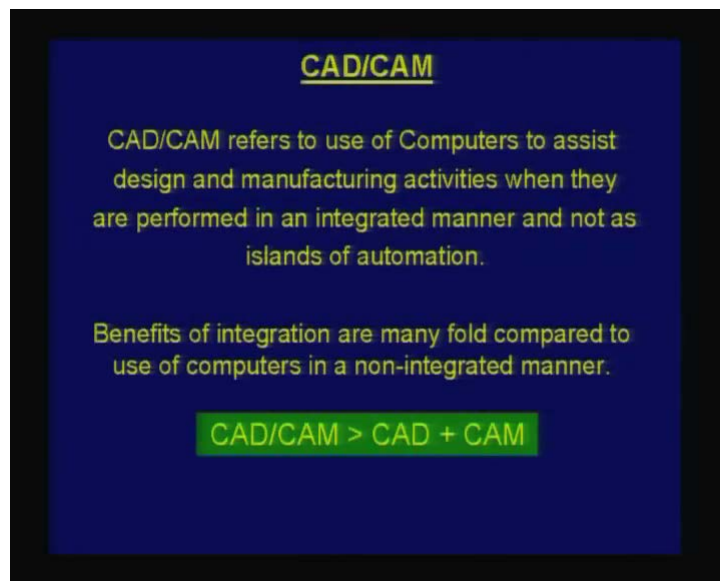 CAD/CAM
CAD/CAM refers to use of Computers to assist
design and manufacturing activities when they
are performed in an integrated manner and not as
islands of automation.
Benefits of integration are many fold compared to
use of computers in a non-integrated manner.
CAD/CAM > CAD + CAM